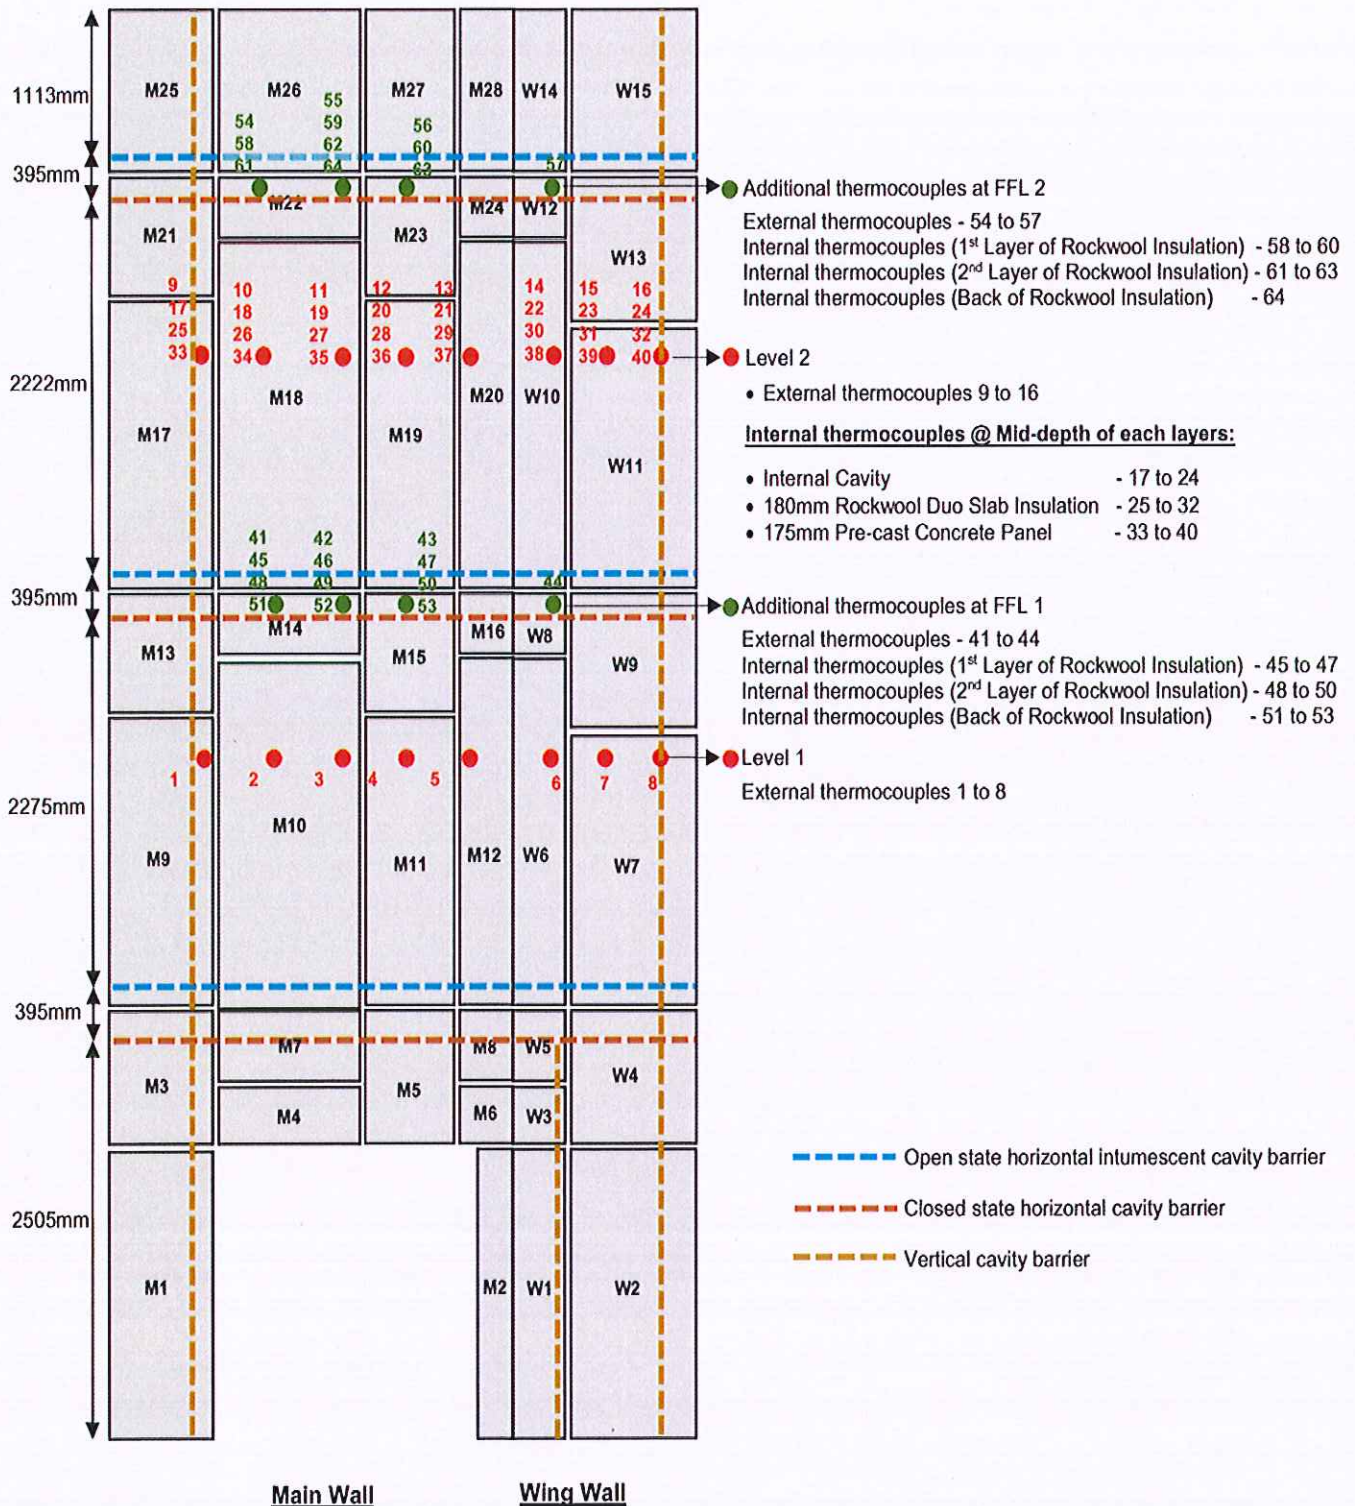 1113mm
M25
M26
M27
M28
W14
W15
54
58
61
55
59
62
64
56
60
63
57
395mm
M22
M24
W12
M21
M23
W13
Additional thermocouples at FFL 2
External thermocouples - 54 to 57
Internal thermocouples (1st Layer of Rockwool Insulation) - 58 to 60
Internal thermocouples (2nd Layer of Rockwool Insulation) - 61 to 63
Internal thermocouples (Back of Rockwool Insulation) - 64
9
17
25
33
10
18
26
34
11
19
27
35
12
20
28
36
13
21
29
37
14
22
30
38
15
23
31
39
16
24
32
40
2222mm
M17
M18
M19
M20
W10
W11
Level 2
• External thermocouples 9 to 16
Internal thermocouples @ Mid-depth of each layers:
• Internal Cavity - 17 to 24
• 180mm Rockwool Duo Slab Insulation - 25 to 32
• 175mm Pre-cast Concrete Panel - 33 to 40
41
45
48
51
42
46
49
52
43
47
50
53
44
395mm
M14
M16
W8
M13
M15
W9
Additional thermocouples at FFL 1
External thermocouples - 41 to 44
Internal thermocouples (1st Layer of Rockwool Insulation) - 45 to 47
Internal thermocouples (2nd Layer of Rockwool Insulation) - 48 to 50
Internal thermocouples (Back of Rockwool Insulation) - 51 to 53
1
2
3
4
5
6
7
8
Level 1
External thermocouples 1 to 8
2275mm
M9
M10
M11
M12
W6
W7
395mm
M7
M8
W5
M3
M5
W4
M4
M6
W3
Open state horizontal intumescent cavity barrier
Closed state horizontal cavity barrier
Vertical cavity barrier
2505mm
M1
M2
W1
W2
Main Wall
Wing Wall